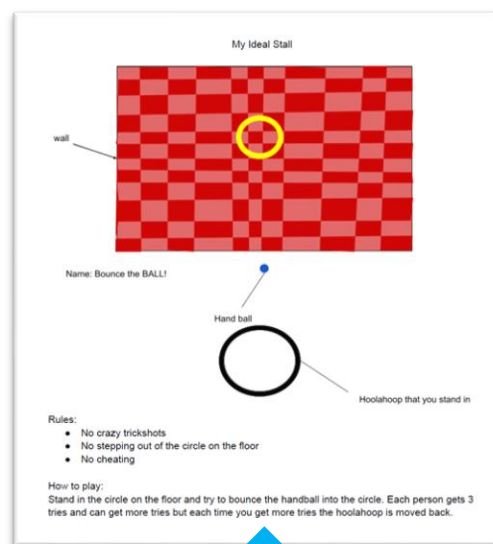 My Ideal Stall
wall
Name: Bounce the BALL!
Hand ball
Hoolahoop that you stand in
Rules:
● No crazy trickshots
● No stepping out of the circle on the floor
● No cheating
How to play:
Stand in the circle on the floor and try to bounce the handball into the circle. Each person gets 3
tries and can get more tries but each time you get more tries the hoolahoop is moved back.